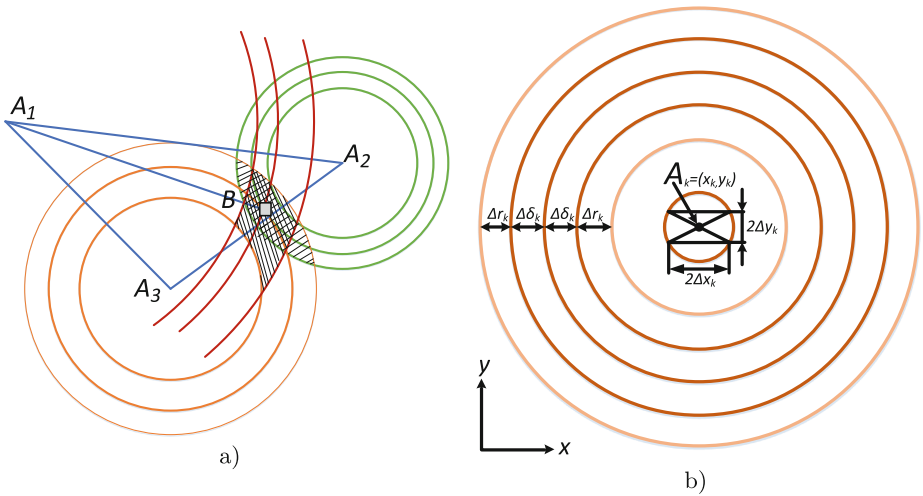 A₁
A₂
B
A₃
a)
Aₖ=(xₖ,yₖ)
Δrₖ Δδₖ Δδₖ Δrₖ
2Δyₖ
2Δxₖ
y
x
b)